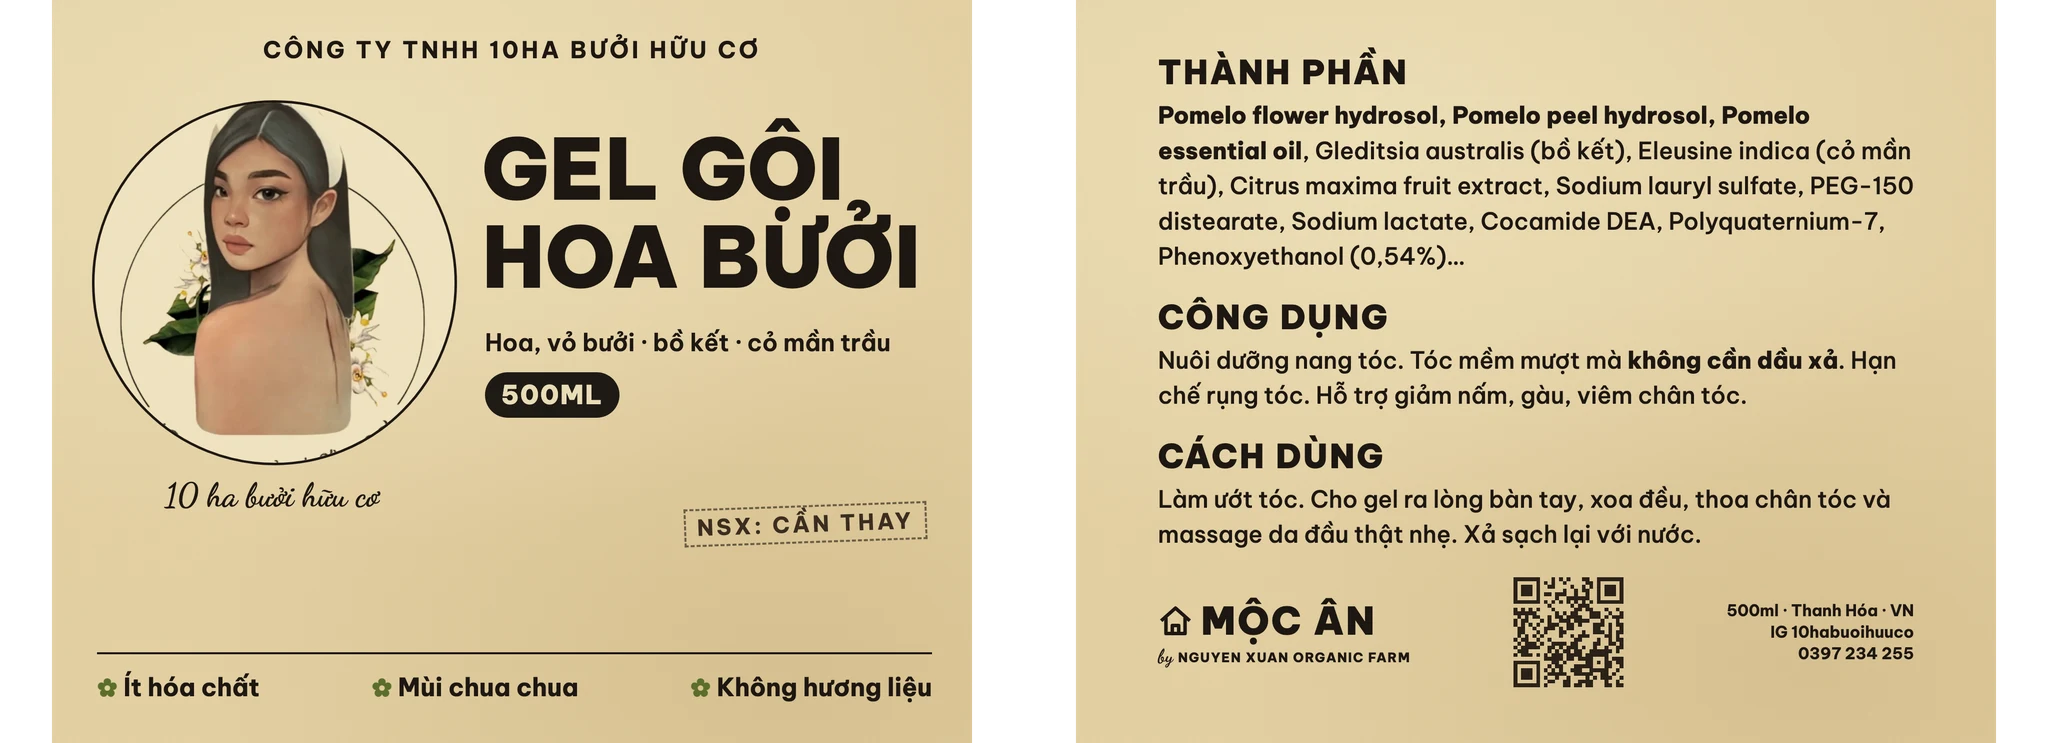 CÔNG TY TNHH 10HA BƯỞI HỮU CƠ
GEL GỘI
HOA BƯỞI
Hoa, vỏ bưởi · bồ kết · cỏ mần trầu
500ML
10 ha bưởi hữu cơ
NSX: CẦN THAY
Ít hóa chất
Mùi chua chua
Không hương liệu
THÀNH PHẦN
Pomelo flower hydrosol, Pomelo peel hydrosol, Pomelo
essential oil, Gleditsia australis (bồ kết), Eleusine indica (cỏ mần
trầu), Citrus maxima fruit extract, Sodium lauryl sulfate, PEG-150
distearate, Sodium lactate, Cocamide DEA, Polyquaternium-7,
Phenoxyethanol (0,54%)...
CÔNG DỤNG
Nuôi dưỡng nang tóc. Tóc mềm mượt mà không cần dầu xả. Hạn
chế rụng tóc. Hỗ trợ giảm nấm, gàu, viêm chân tóc.
CÁCH DÙNG
Làm ướt tóc. Cho gel ra lòng bàn tay, xoa đều, thoa chân tóc và
massage da đầu thật nhẹ. Xả sạch lại với nước.
MỘC ÂN
by NGUYEN XUAN ORGANIC FARM
500ml · Thanh Hóa · VN
IG 10habuoihuuco
0397 234 255